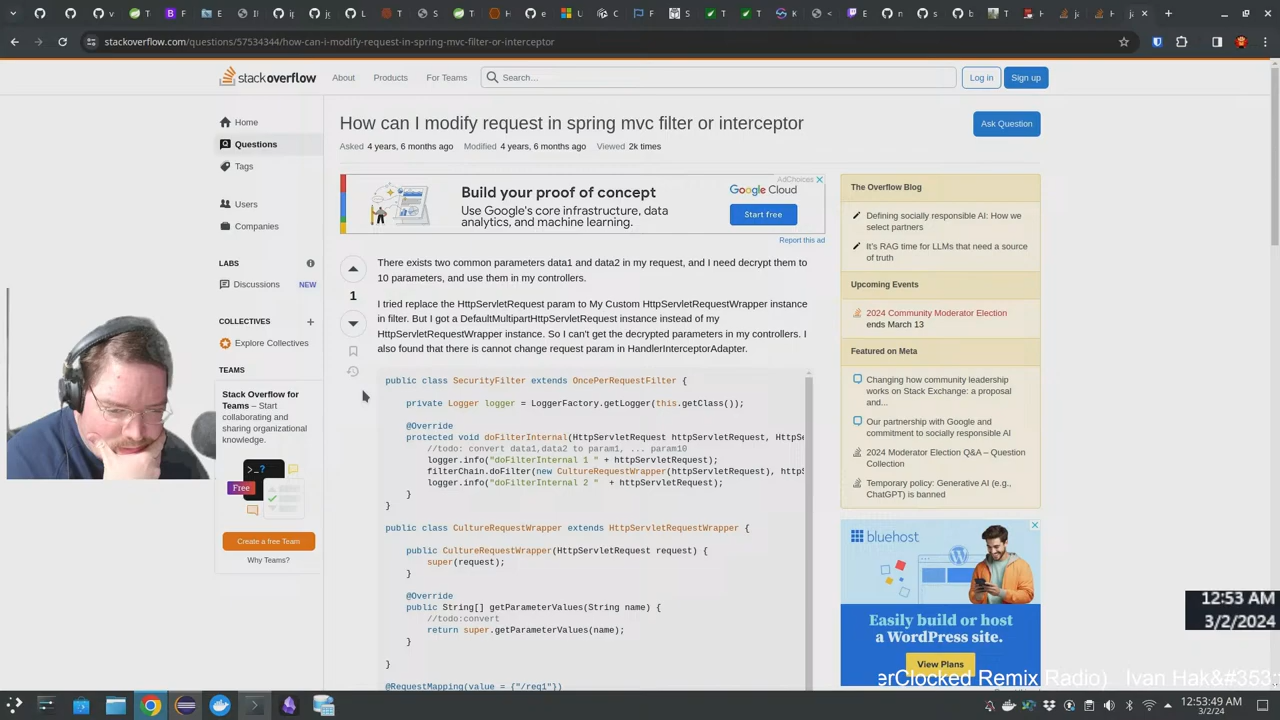 stackoverflow.com/questions/57534344/how-can-i-modify-request-in-spring-mvc-filter-or-interceptor
stackoverflow
About
Products
For Teams
Search…
Log in
Sign up
Home
Questions
Tags
Users
Companies
LABS
Discussions
NEW
COLLECTIVES
Explore Collectives
TEAMS
Stack Overflow for
Teams – Start
collaborating and
sharing organizational
knowledge.
>_?
Free
Create a free Team
Why Teams?
How can I modify request in spring mvc filter or interceptor
Ask Question
Asked 4 years, 6 months ago Modified 4 years, 6 months ago Viewed 2k times
AdChoices
Build your proof of concept
Use Google's core infrastructure, data
analytics, and machine learning.
Google Cloud
Start free
Report this ad
1
There exists two common parameters data1 and data2 in my request, and I need decrypt them to
10 parameters, and use them in my controllers.
I tried replace the HttpServletRequest param to My Custom HttpServletRequestWrapper instance
in filter. But I got a DefaultMultipartHttpServletRequest instance instead of my
HttpServletRequestWrapper instance. So I can't get the decrypted parameters in my controllers. I
also found that there is cannot change request param in HandlerInterceptorAdapter.
public class SecurityFilter extends OncePerRequestFilter {
private Logger logger = LoggerFactory.getLogger(this.getClass());
@Override
protected void doFilterInternal(HttpServletRequest httpServletRequest, HttpSe
//todo: convert data1,data2 to param1, ... param10
logger.info("doFilterInternal 1 " + httpServletRequest);
filterChain.doFilter(new CultureRequestWrapper(httpServletRequest), https
logger.info("doFilterInternal 2 " + httpServletRequest);
}
}
public class CultureRequestWrapper extends HttpServletRequestWrapper {
public CultureRequestWrapper(HttpServletRequest request) {
super(request);
}
@Override
public String[] getParameterValues(String name) {
//todo:convert
return super.getParameterValues(name);
}
}
@RequestMapping(value = {"/req1"})
The Overflow Blog
Defining socially responsible AI: How we
select partners
It's RAG time for LLMs that need a source
of truth
Upcoming Events
2024 Community Moderator Election
ends March 13
Featured on Meta
Changing how community leadership
works on Stack Exchange: a proposal
and...
Our partnership with Google and
commitment to socially responsible AI
2024 Moderator Election Q&A – Question
Collection
Temporary policy: Generative AI (e.g.,
ChatGPT) is banned
bluehost
Easily build or host
a WordPress site.
View Plans
12:53 AM
3/2/2024
erClocked Remix Radio) Ivan Hak&#353;
12:53:49 AM
3/2/24